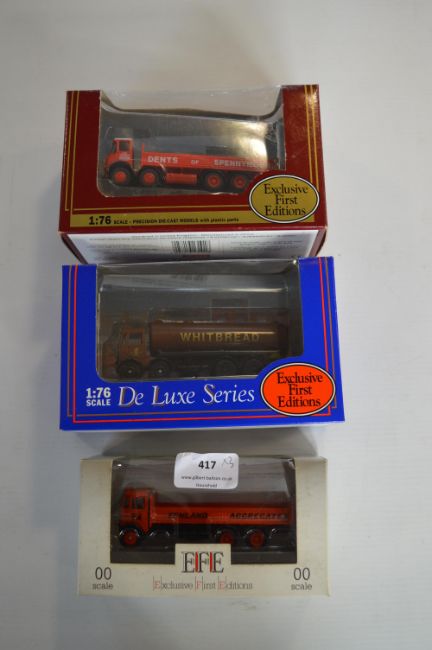 DENTS OF
Exclusive
First
Editions
1:76 SCALE - PRECISION DIE CAST MODELS with plastic parts
WHITBREAD
1:76
SCALE
De Luxe Series
Exclusive
First
Editions
417 x3
www.gilbert-baitson.co.uk
Household
AGGREGATE
EFE
00
scale
Exclusive First Editions
00
scale